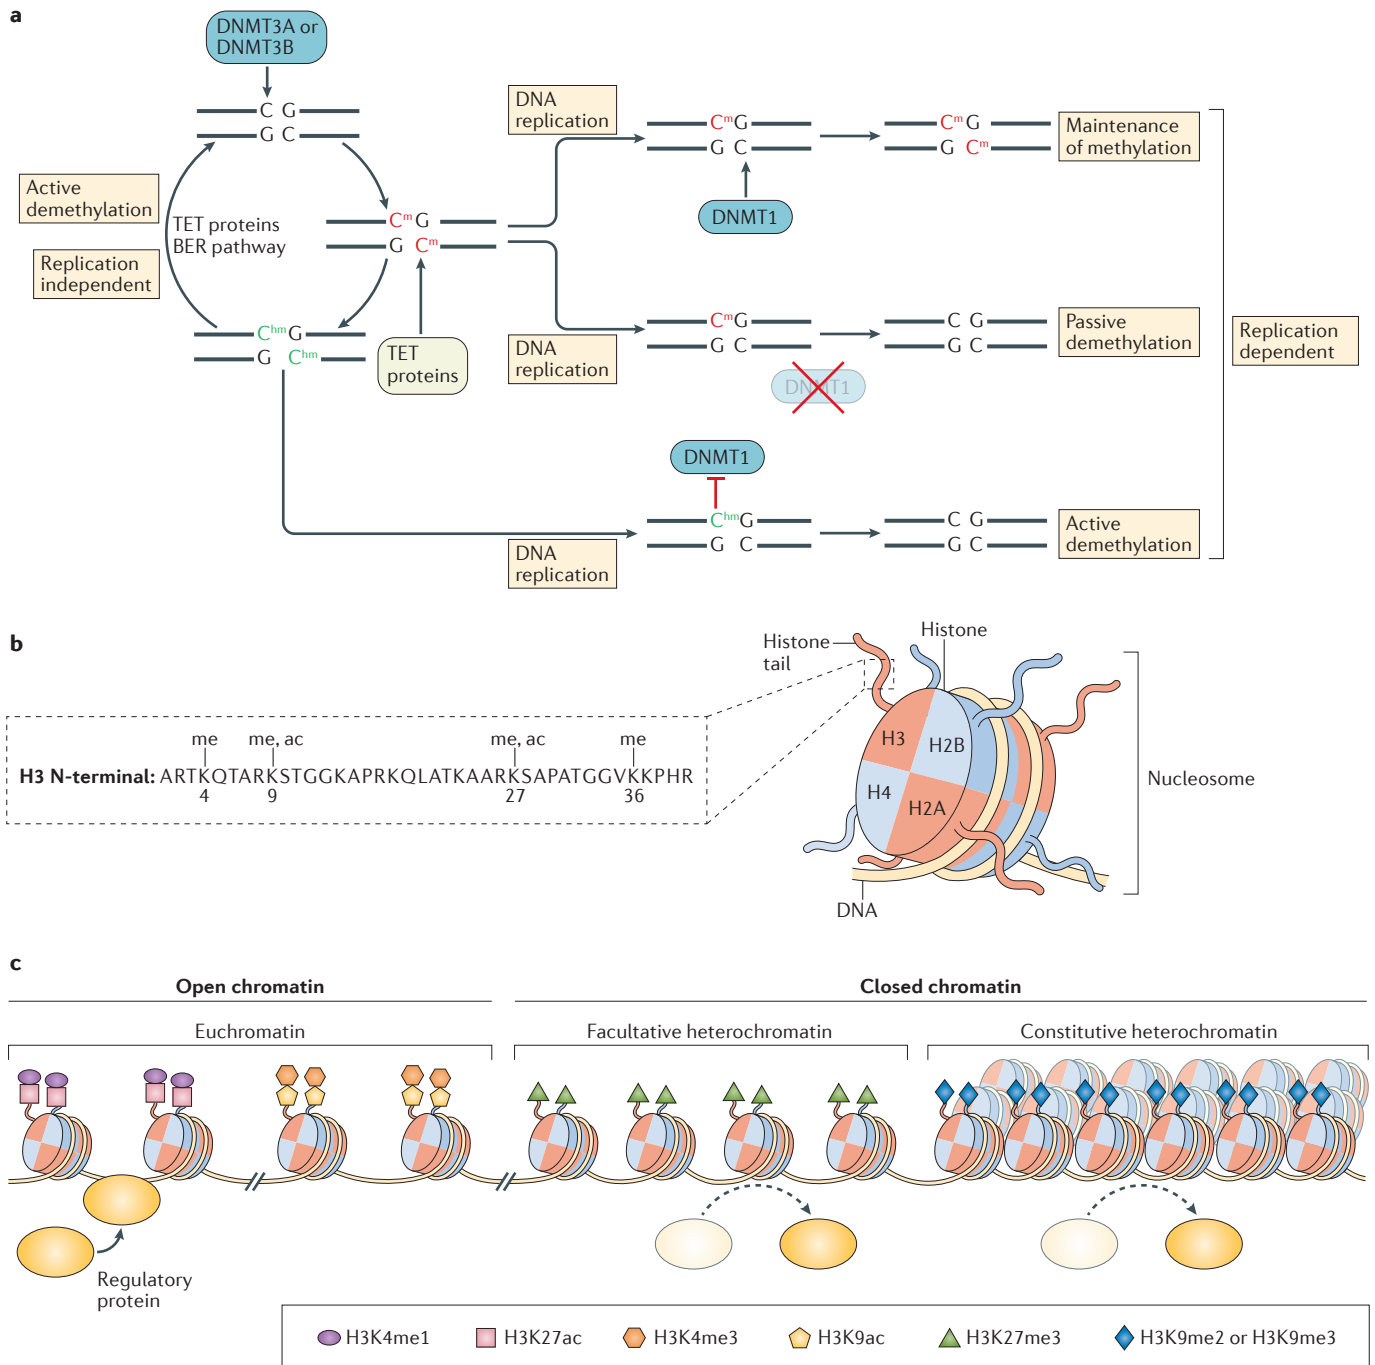 a
DNMT3A or
DNMT3B
C G
G C
Active
demethylation
TET proteins
BER pathway
Replication
independent
CᵐG
G Cᵐ
ChmG
G Chm
TET
proteins
DNA
replication
CᵐG
G C
DNMT1
CᵐG
G Cᵐ
Maintenance
of methylation
DNA
replication
CᵐG
G C
DNMT1
C G
G C
Passive
demethylation
Replication
dependent
DNMT1
DNA
replication
ChmG
G C
C G
G C
Active
demethylation
b
Histone
tail
Histone
me me, ac me, ac me
H3 N-terminal: ARTKQTARKSTGGKAPRKQLATKAARKSAPATGGVKKPHR
4 9 27 36
H3
H2B
H4
H2A
Nucleosome
DNA
c
Open chromatin
Closed chromatin
Euchromatin
Facultative heterochromatin
Constitutive heterochromatin
Regulatory
protein
H3K4me1 H3K27ac H3K4me3 H3K9ac H3K27me3 H3K9me2 or H3K9me3